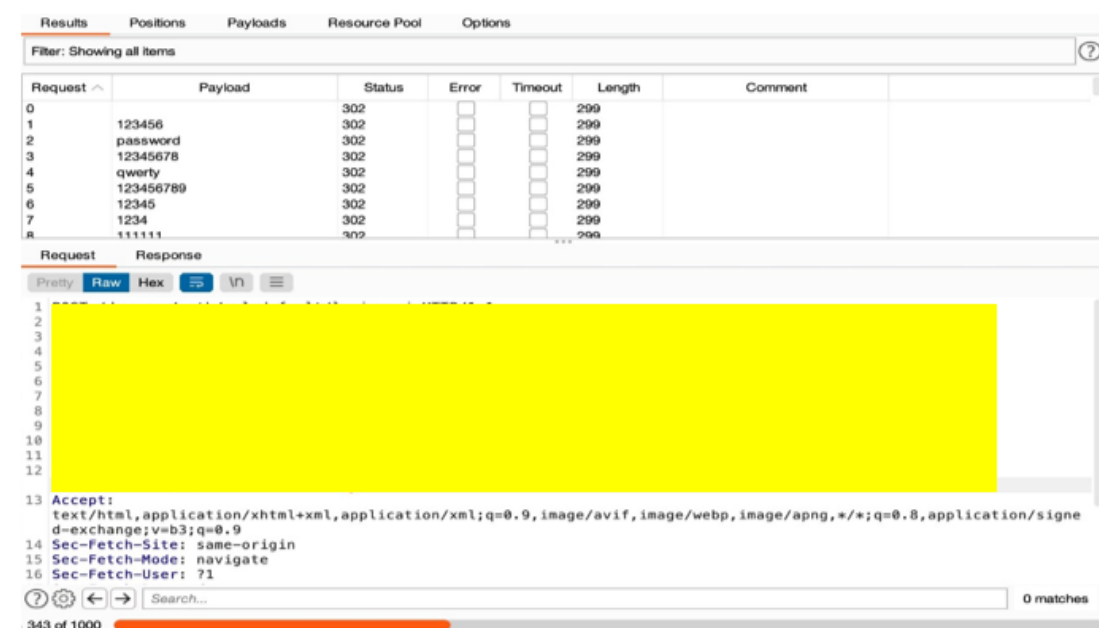 Results Positions Payloads Resource Pool Options
Filter: Showing all items
?
Request Payload Status Error Timeout Length Comment
0 302 299
1 123456 302 299
2 password 302 299
3 12345678 302 299
4 qwerty 302 299
5 123456789 302 299
6 12345 302 299
7 1234 302 299
8 111111 302 299
Request Response
Pretty Raw Hex \n
1
2
3
4
5
6
7
8
9
10
11
12
13 Accept:
text/html,application/xhtml+xml,application/xml;q=0.9,image/avif,image/webp,image/apng,*/*;q=0.8,application/signe
d-exchange;v=b3;q=0.9
14 Sec-Fetch-Site: same-origin
15 Sec-Fetch-Mode: navigate
16 Sec-Fetch-User: ?1
? Search... 0 matches
343 of 1000